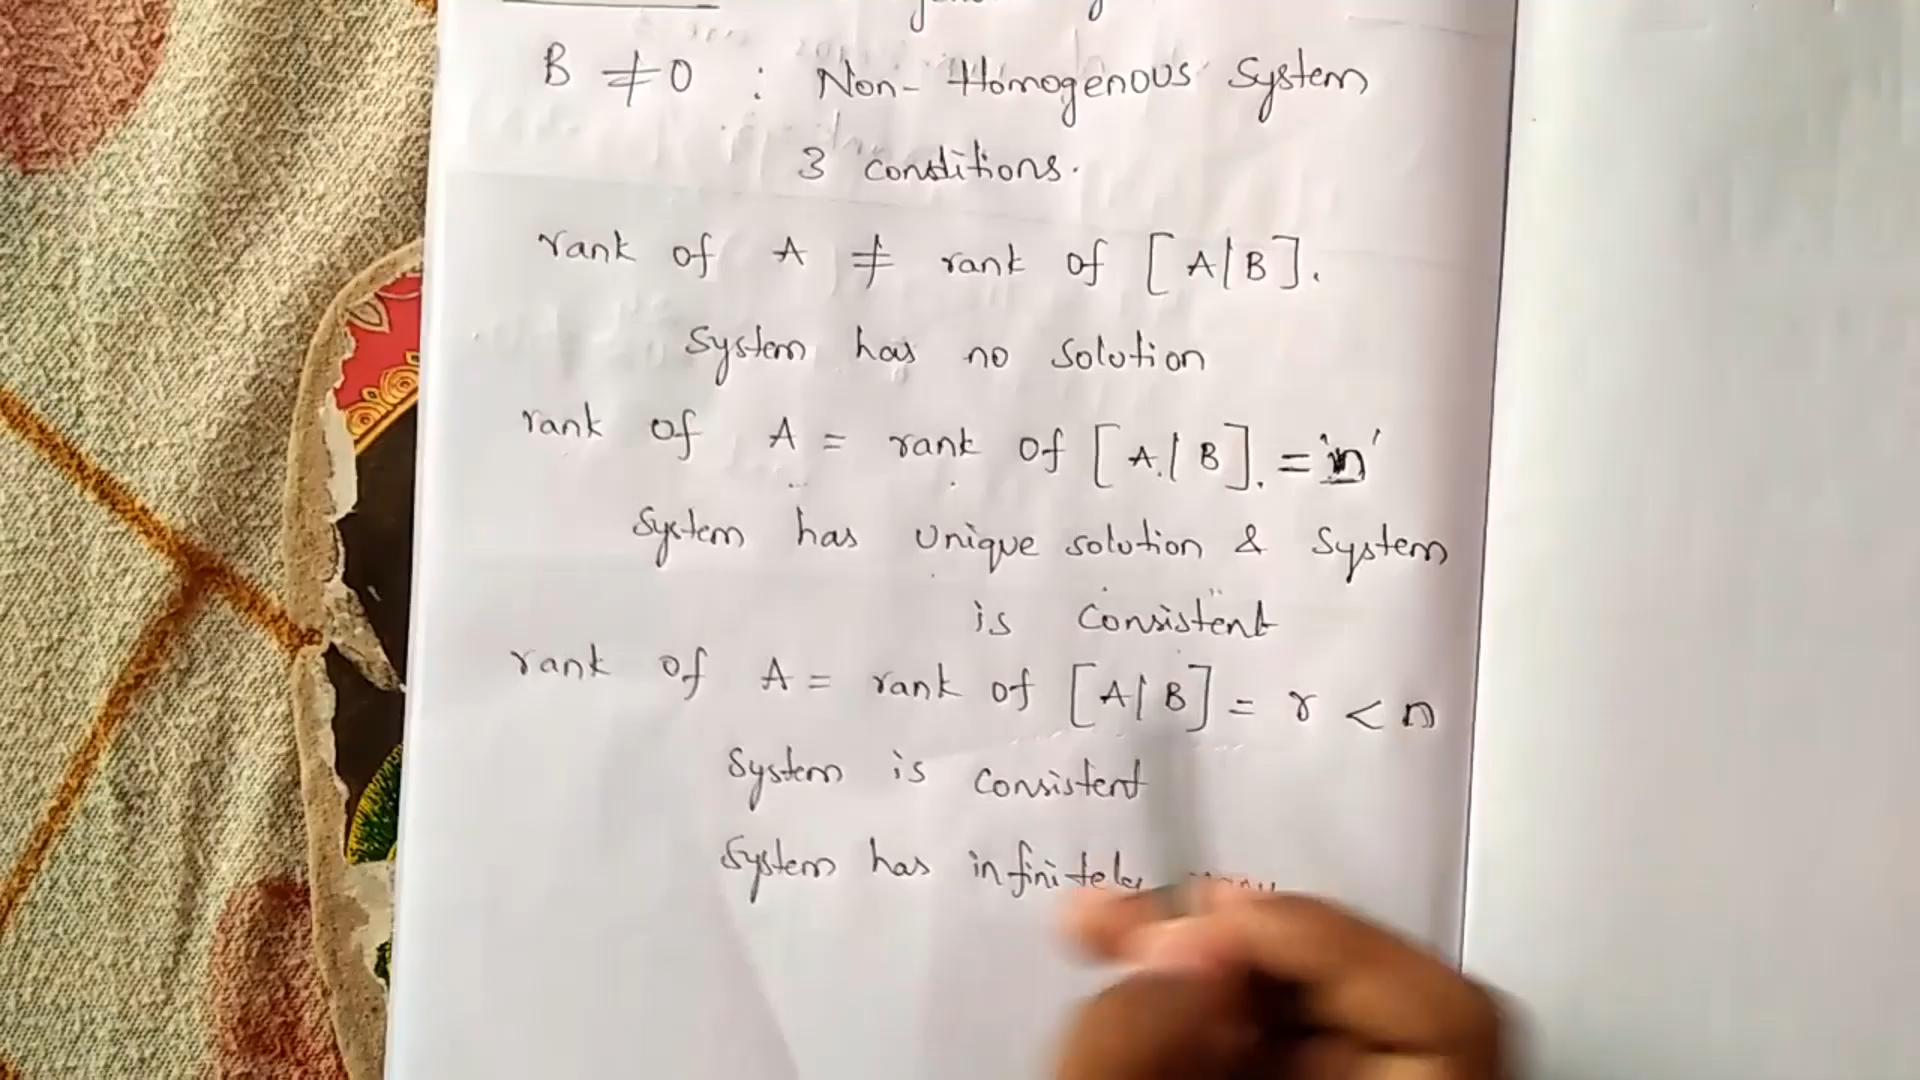 B ≠ 0 : Non-Homogenous System
3 conditions.
rank of A ≠ rank of [A|B].
System has no solution
rank of A = rank of [A|B]. = 'n'
System has unique solution & system
is consistent
rank of A = rank of [A|B] = r < n
System is consistent
System has infinitely